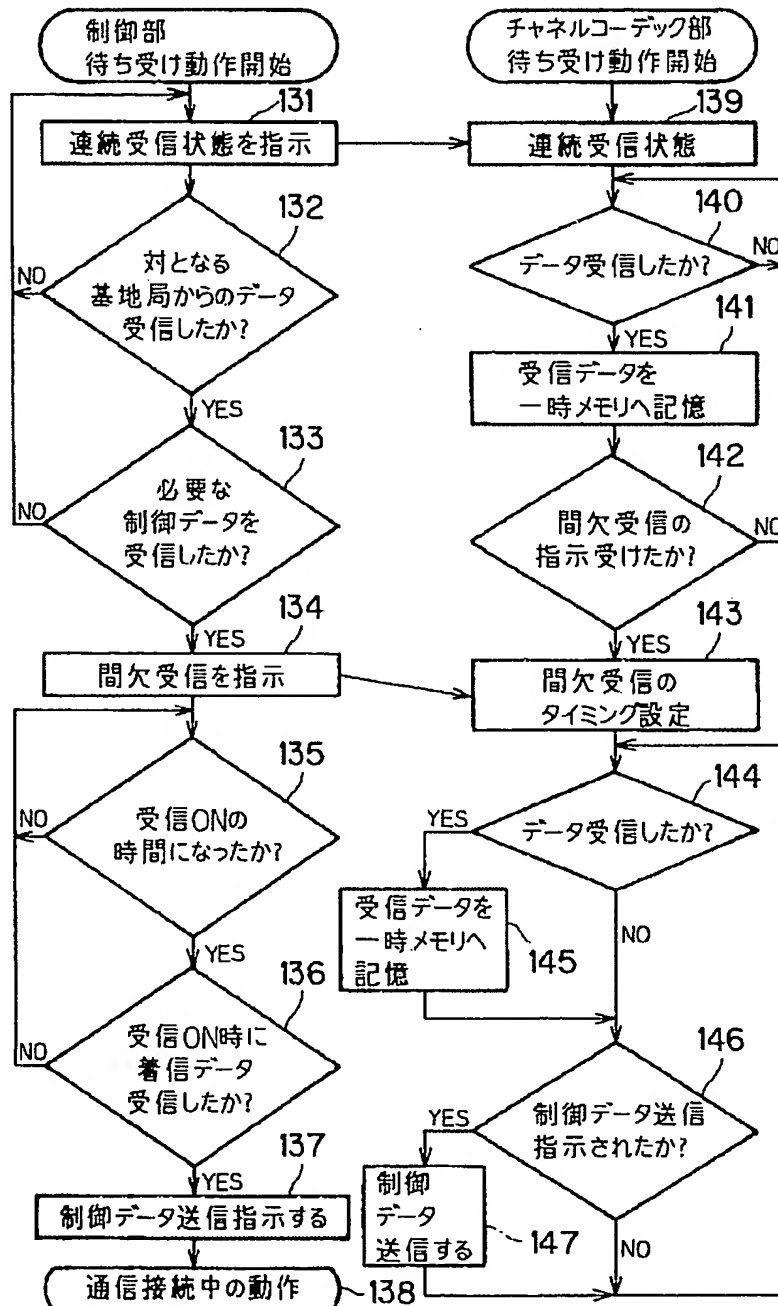 制御部
待ち受け動作開始
131
連続受信状態を指示
132
対となる
基地局からのデータ
受信したか?
NO
YES
133
必要な
制御データを
受信したか?
NO
YES
134
間欠受信を指示
135
受信ONの
時間になったか?
NO
YES
136
受信ON時に
着信データ
受信したか?
NO
YES
137
制御データ送信指示する
通信接続中の動作
138
チャネルコーデック部
待ち受け動作開始
139
連続受信状態
140
データ受信したか?
NO
YES
141
受信データを
一時メモリへ記憶
142
間欠受信の
指示受けたか?
NO
YES
143
間欠受信の
タイミング設定
144
データ受信したか?
YES
NO
受信データを
一時メモリへ
記憶
145
146
制御データ送信
指示されたか?
YES
NO
制御
データ
送信する
147